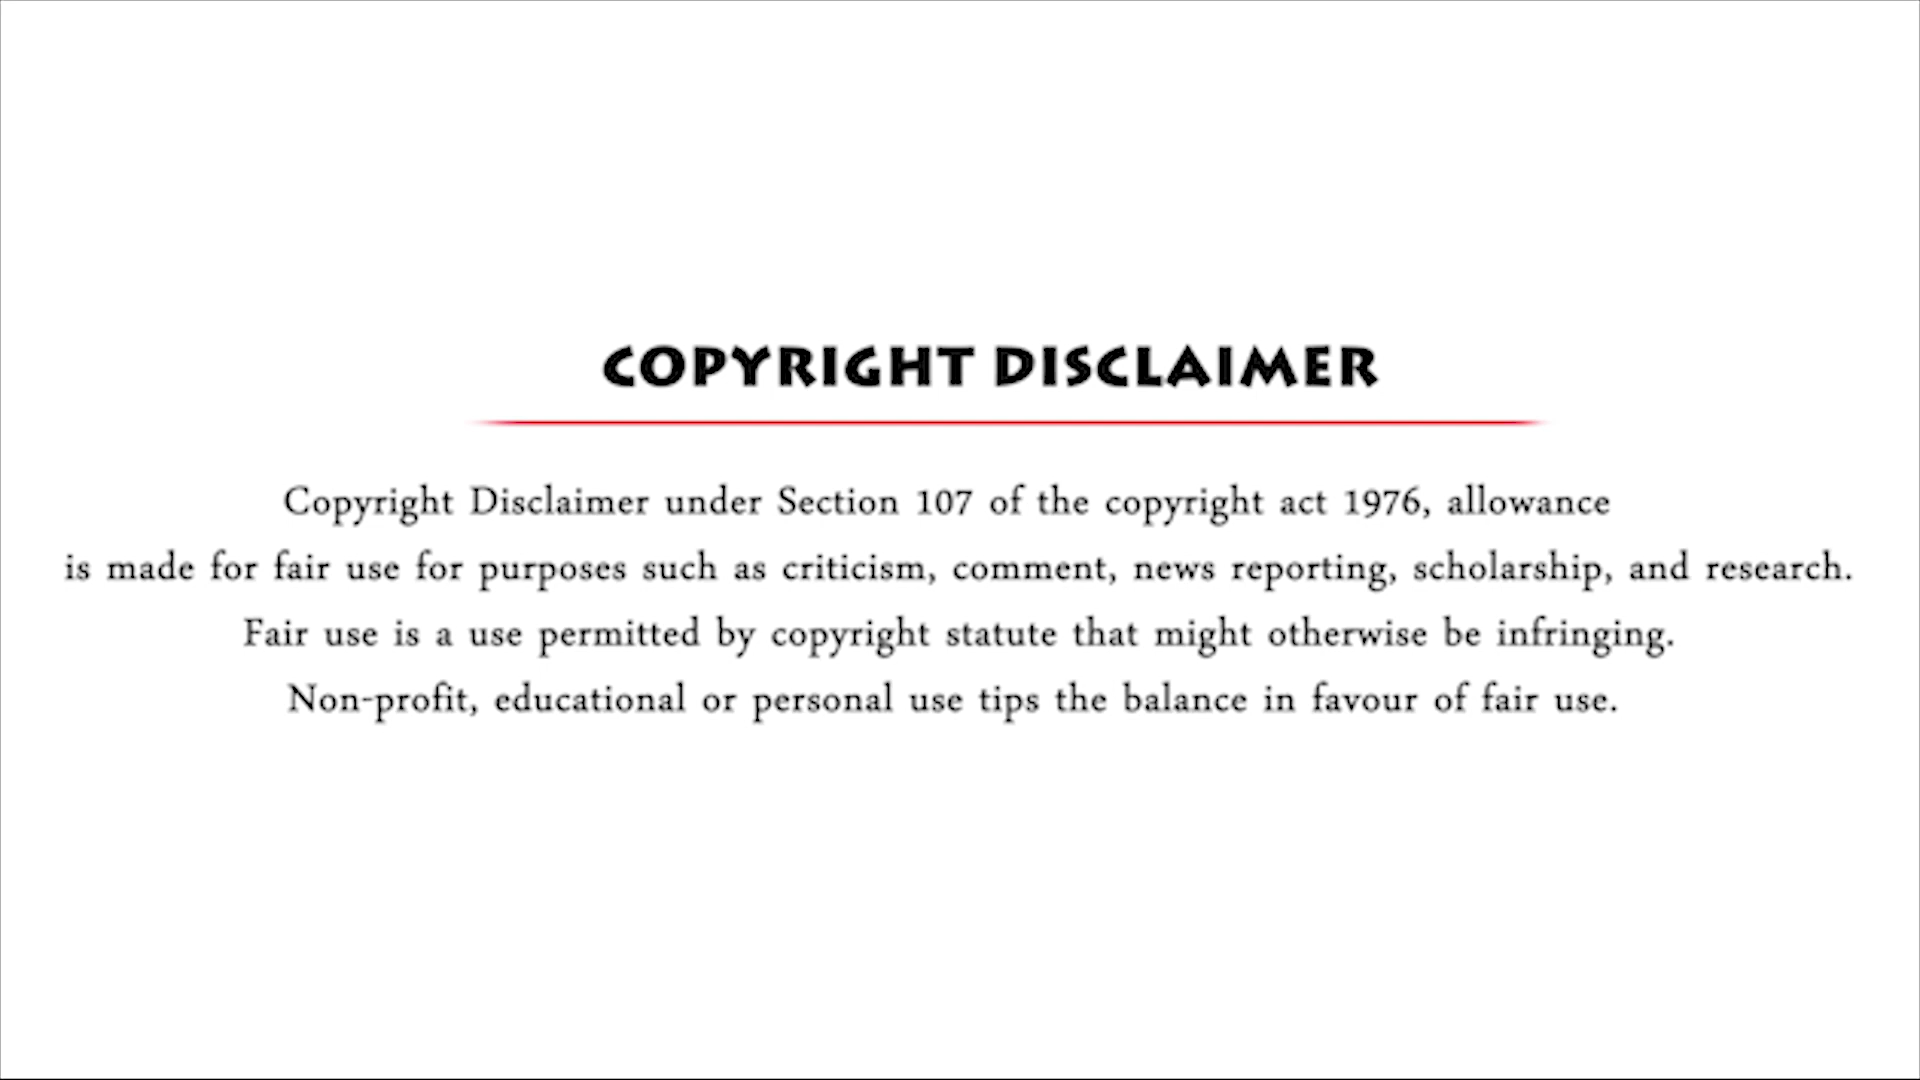 COPYRIGHT DISCLAIMER
Copyright Disclaimer under Section 107 of the copyright act 1976, allowance
is made for fair use for purposes such as criticism, comment, news reporting, scholarship, and research.
Fair use is a use permitted by copyright statute that might otherwise be infringing.
Non-profit, educational or personal use tips the balance in favour of fair use.